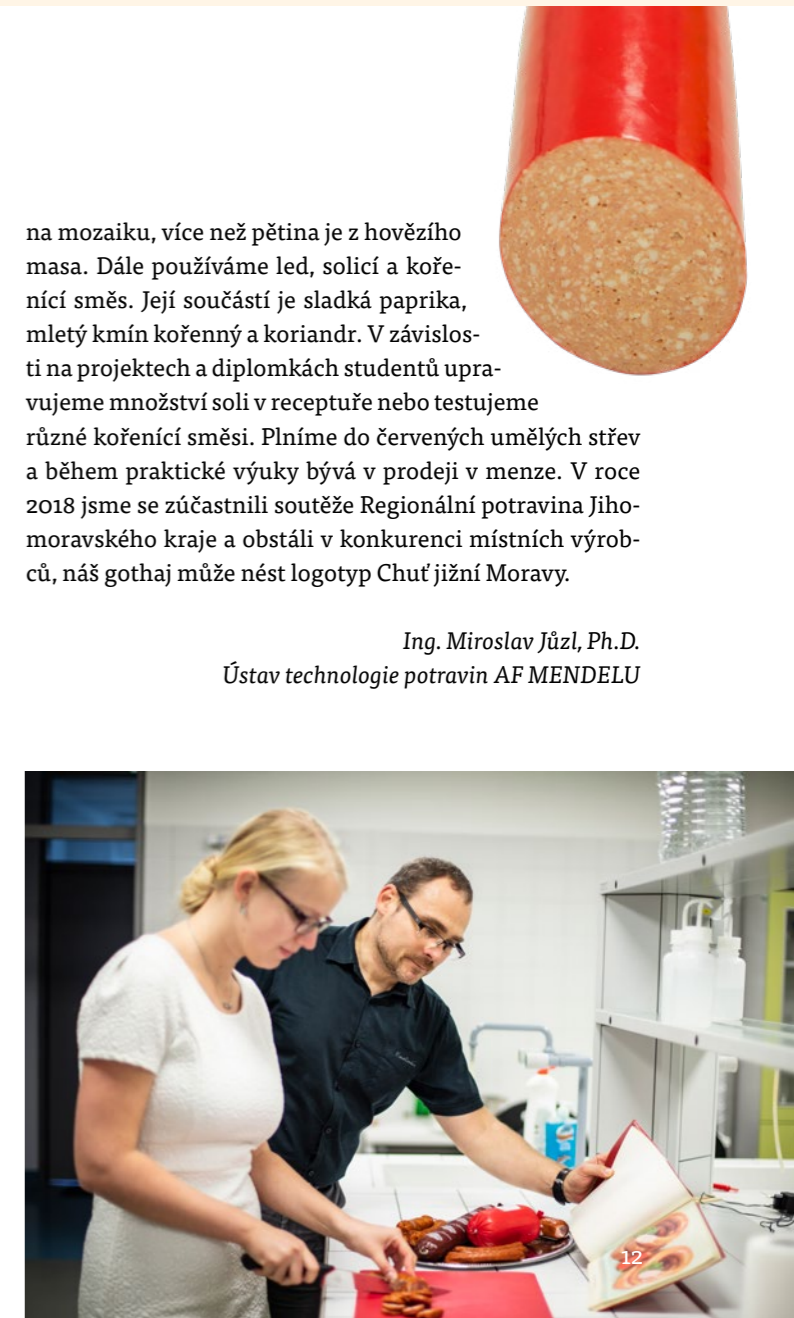 na mozaiku, více než pětina je z hovězího
masa. Dále používáme led, solicí a koře-
nící směs. Její součástí je sladká paprika,
mletý kmín kořenný a koriandr. V závislos-
ti na projektech a diplomkách studentů upra-
vujeme množství soli v receptuře nebo testujeme
různé kořenící směsi. Plníme do červených umělých střev
a během praktické výuky bývá v prodeji v menze. V roce
2018 jsme se zúčastnili soutěže Regionální potravina Jiho-
moravského kraje a obstáli v konkurenci místních výrob-
ců, náš gothaj může nést logotyp Chuť jižní Moravy.
Ing. Miroslav Jůzl, Ph.D.
Ústav technologie potravin AF MENDELU
12